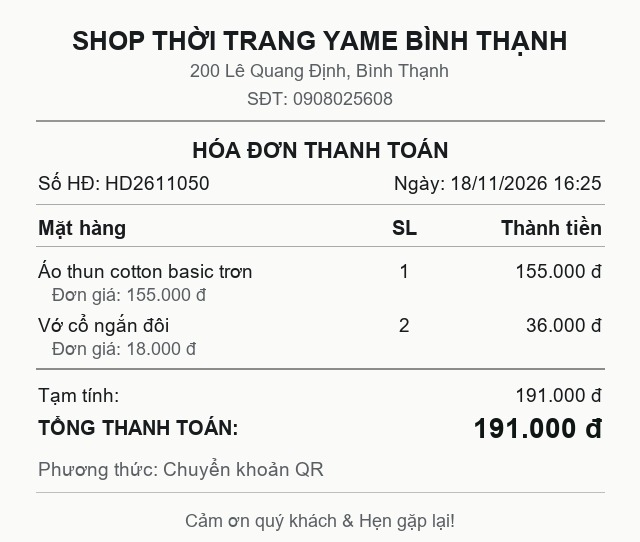 SHOP THỜI TRANG YAME BÌNH THẠNH
200 Lê Quang Định, Bình Thạnh
SĐT: 0908025608
HÓA ĐƠN THANH TOÁN
Số HĐ: HD2611050 Ngày: 18/11/2026 16:25
Mặt hàng SL Thành tiền
Áo thun cotton basic trơn 1 155.000 đ
Đơn giá: 155.000 đ
Vớ cổ ngắn đôi 2 36.000 đ
Đơn giá: 18.000 đ
Tạm tính: 191.000 đ
TỔNG THANH TOÁN: 191.000 đ
Phương thức: Chuyển khoản QR
Cảm ơn quý khách & Hẹn gặp lại!